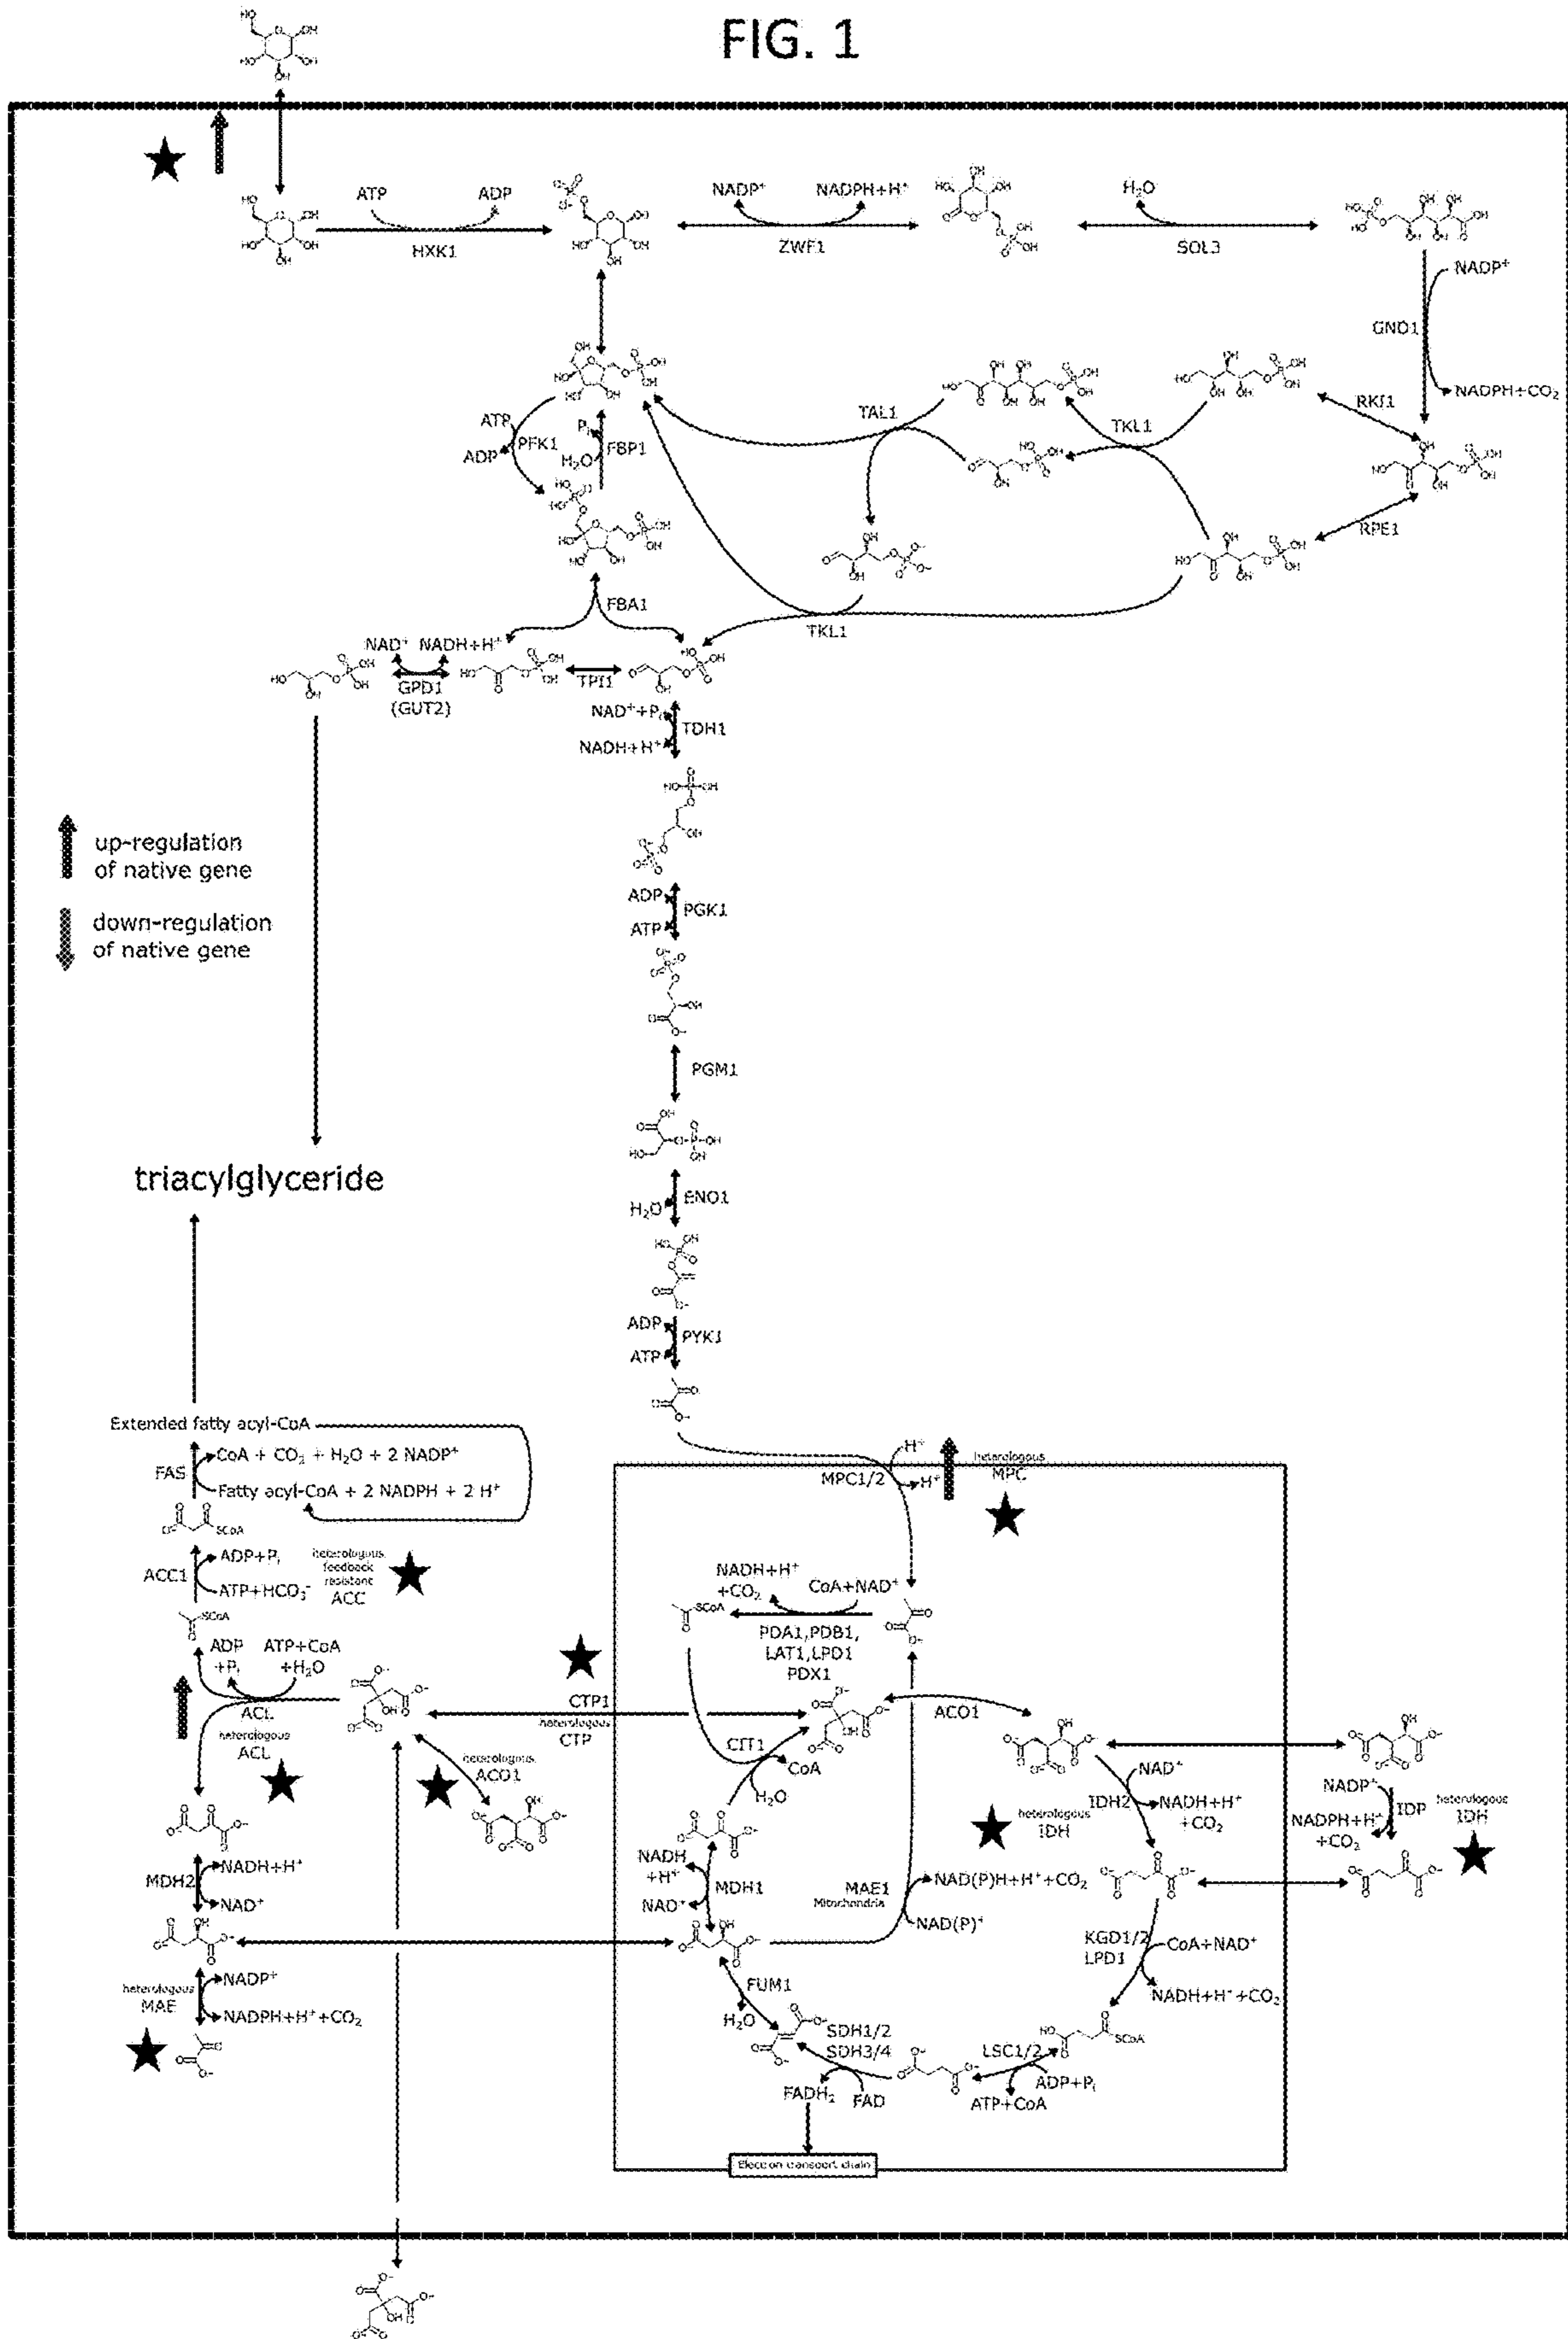 FIG. 1
ATP
ADP
HXK1
NADP⁺
NADPH+H⁺
ZWF1
H₂O
SOL3
NADP⁺
GND1
NADPH+CO₂
RKI1
RPE1
TKL1
TAL1
TKL1
ATP
PFK1
ADP
Pᵢ
FBP1
H₂O
FBA1
NAD⁺
NADH+H⁺
GPD1
(GUT2)
TPI1
NAD⁺+Pᵢ
TDH1
NADH+H⁺
up-regulation
of native gene
down-regulation
of native gene
ADP
PGK1
ATP
PGM1
triacylglyceride
ENO1
H₂O
ADP
PYK1
ATP
Extended fatty acyl-CoA
CoA + CO₂ + H₂O + 2 NADP⁺
FAS
Fatty acyl-CoA + 2 NADPH + 2 H⁺
H⁺
MPC1/2
H⁺
heterologous
MPC
ADP+Pᵢ
ACC1
ATP+HCO₃⁻
heterologous
feedback
resistant
ACC
NADH+H⁺
+CO₂
CoA+NAD⁺
PDA1,PDB1,
LAT1,LPD1
PDX1
ADP
+Pᵢ
ATP+CoA
+H₂O
ACL
heterologous
ACL
CTP1
heterologous
CTP
heterologous
ACO1
ACO1
CIT1
CoA
H₂O
NAD⁺
IDH2
NADH+H⁺
+CO₂
heterologous
IDH
NADP⁺
IDP
NADPH+H⁺
+CO₂
heterologous
IDH
NADH+H⁺
MDH2
NAD⁺
NADH
+H⁺
MDH1
NAD⁺
MAE1
Mitochondria
NAD(P)H+H⁺+CO₂
NAD(P)⁺
KGD1/2
LPD1
CoA+NAD⁺
NADH+H⁺+CO₂
heterologous
MAE
NADP⁺
NADPH+H⁺+CO₂
FUM1
H₂O
SDH1/2
SDH3/4
FADH₂
FAD
LSC1/2
ADP+Pᵢ
ATP+CoA
Electron transport chain